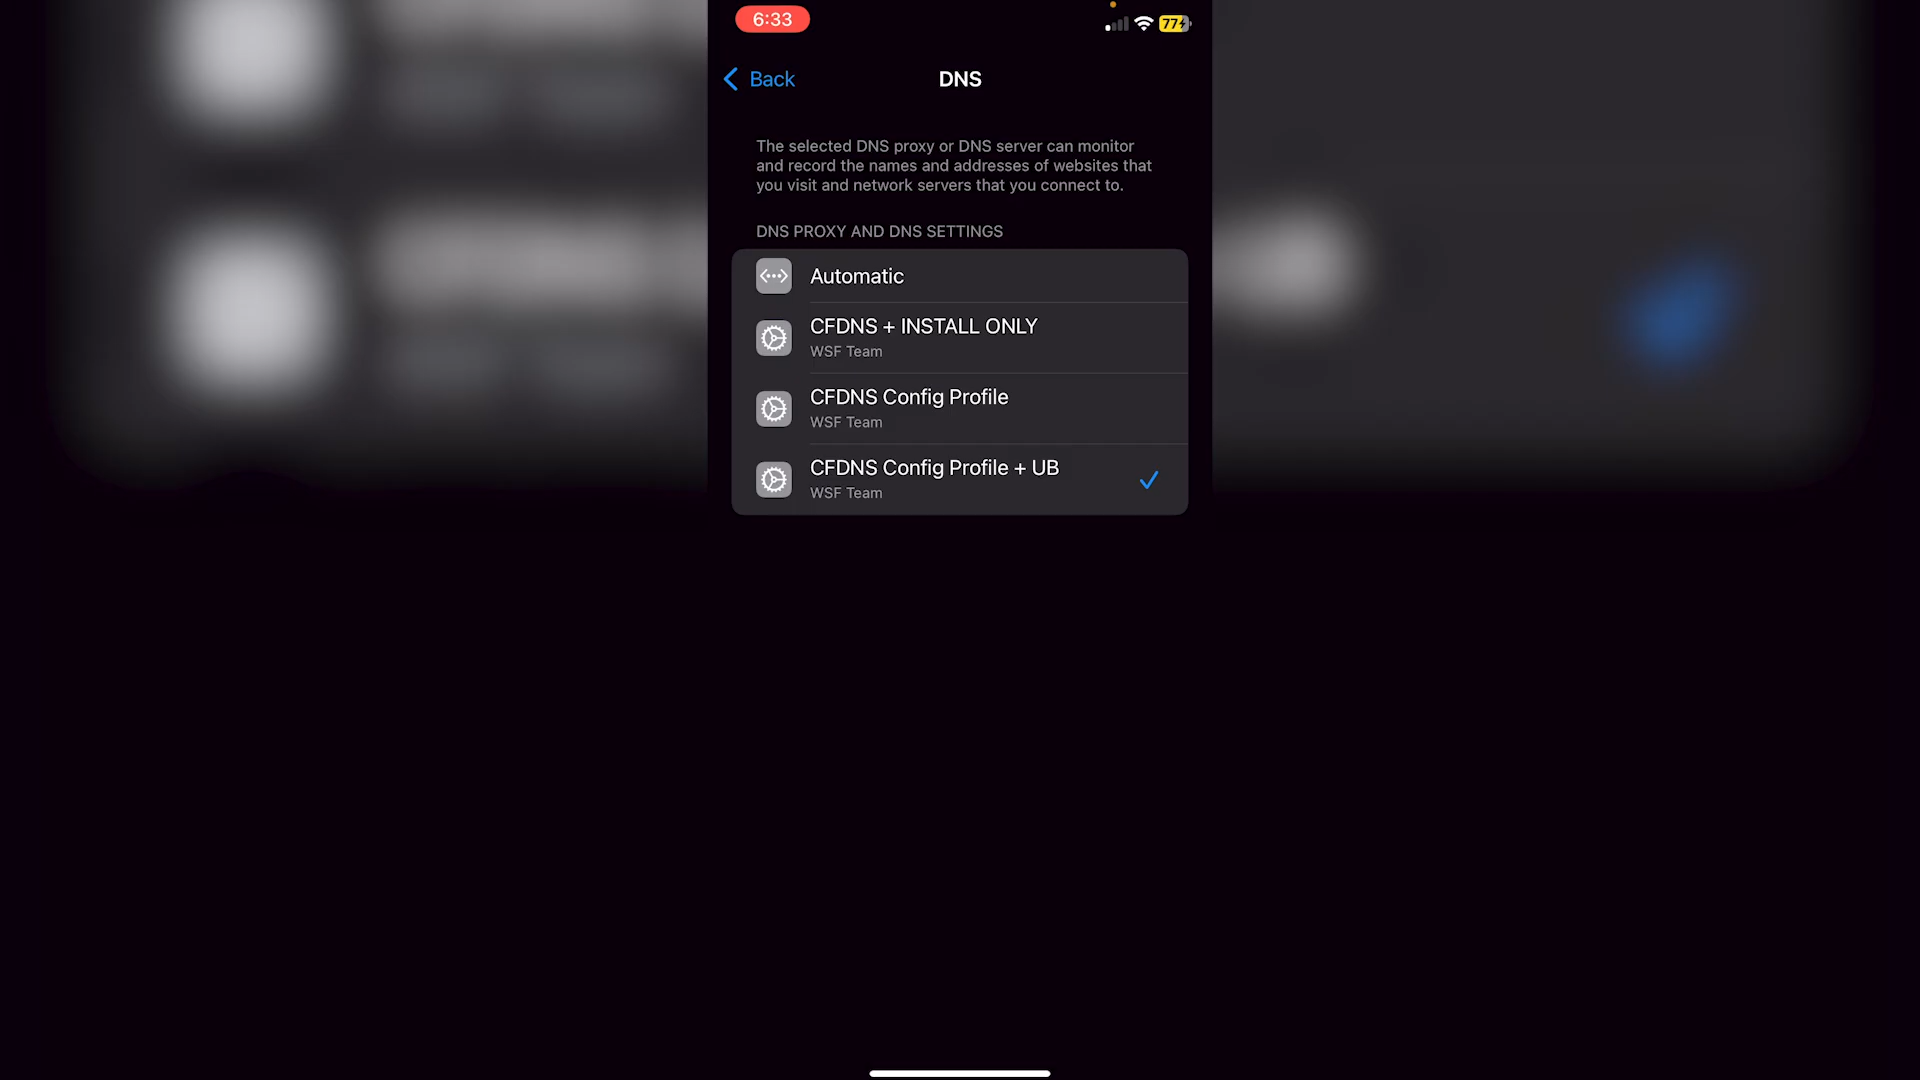 6:33
77
Back
DNS
The selected DNS proxy or DNS server can monitor
and record the names and addresses of websites that
you visit and network servers that you connect to.
DNS PROXY AND DNS SETTINGS
Automatic
CFDNS + INSTALL ONLY
WSF Team
CFDNS Config Profile
WSF Team
CFDNS Config Profile + UB
WSF Team